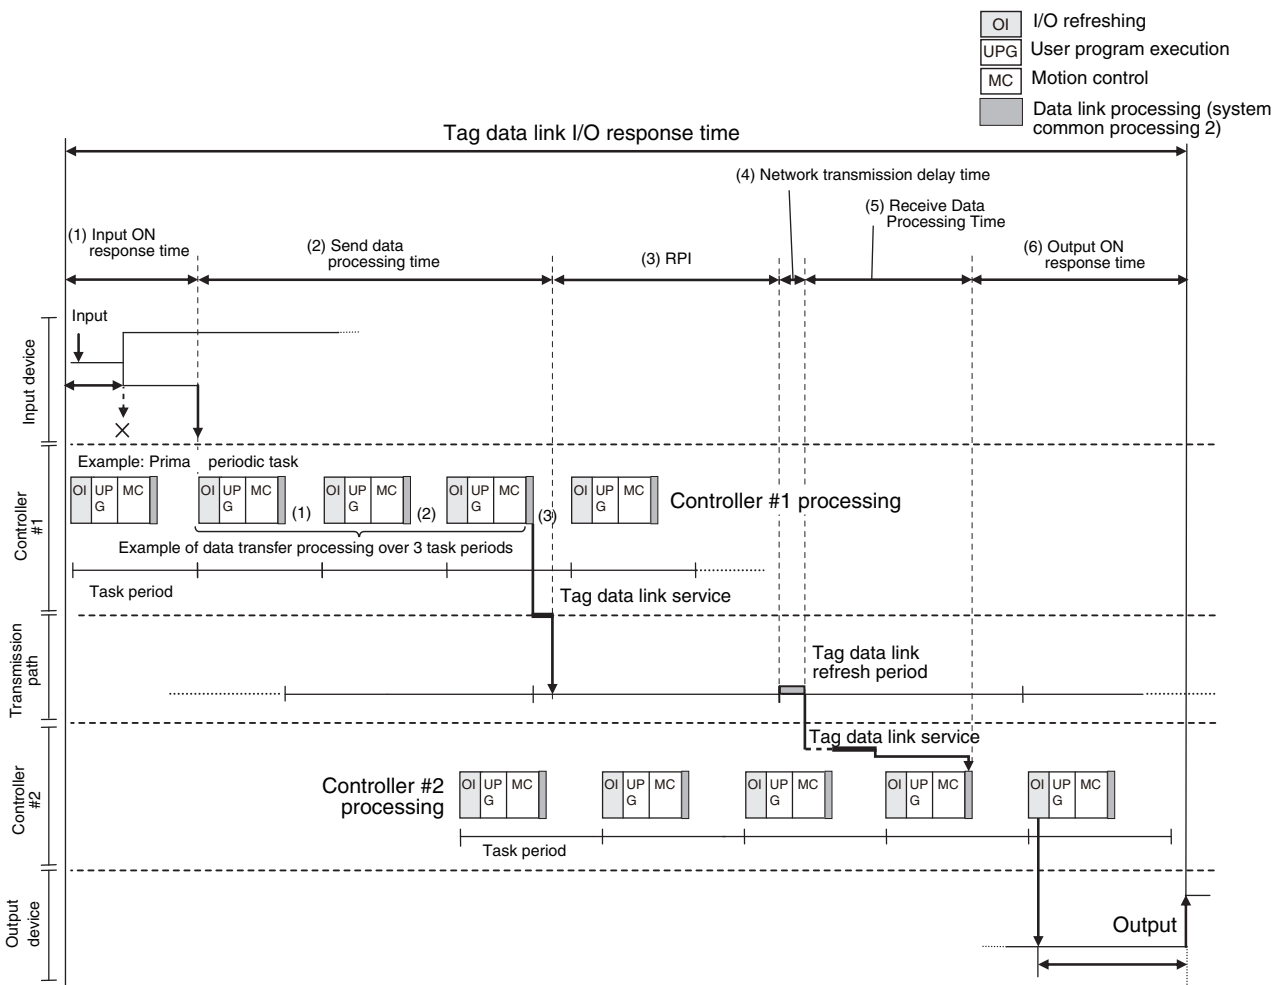 OI I/O refreshing
UPG User program execution
MC Motion control
Data link processing (system
common processing 2)
Tag data link I/O response time
(4) Network transmission delay time
(5) Receive Data
Processing Time
(1) Input ON
response time
(2) Send data
processing time
(3) RPI
(6) Output ON
response time
Input device
Input
Controller
#1
Example: Prima periodic task
OI UP
G MC
OI UP
G MC
(1)
OI UP
G MC
(2)
OI UP
G MC
(3)
OI UP
G MC
Controller #1 processing
Example of data transfer processing over 3 task periods
Task period
Tag data link service
Transmission
path
Tag data link
refresh period
Tag data link service
Controller
#2
Controller #2
processing
OI UP
G MC
OI UP
G MC
OI UP
G MC
OI UP
G MC
OI UP
G MC
Task period
Output
device
Output